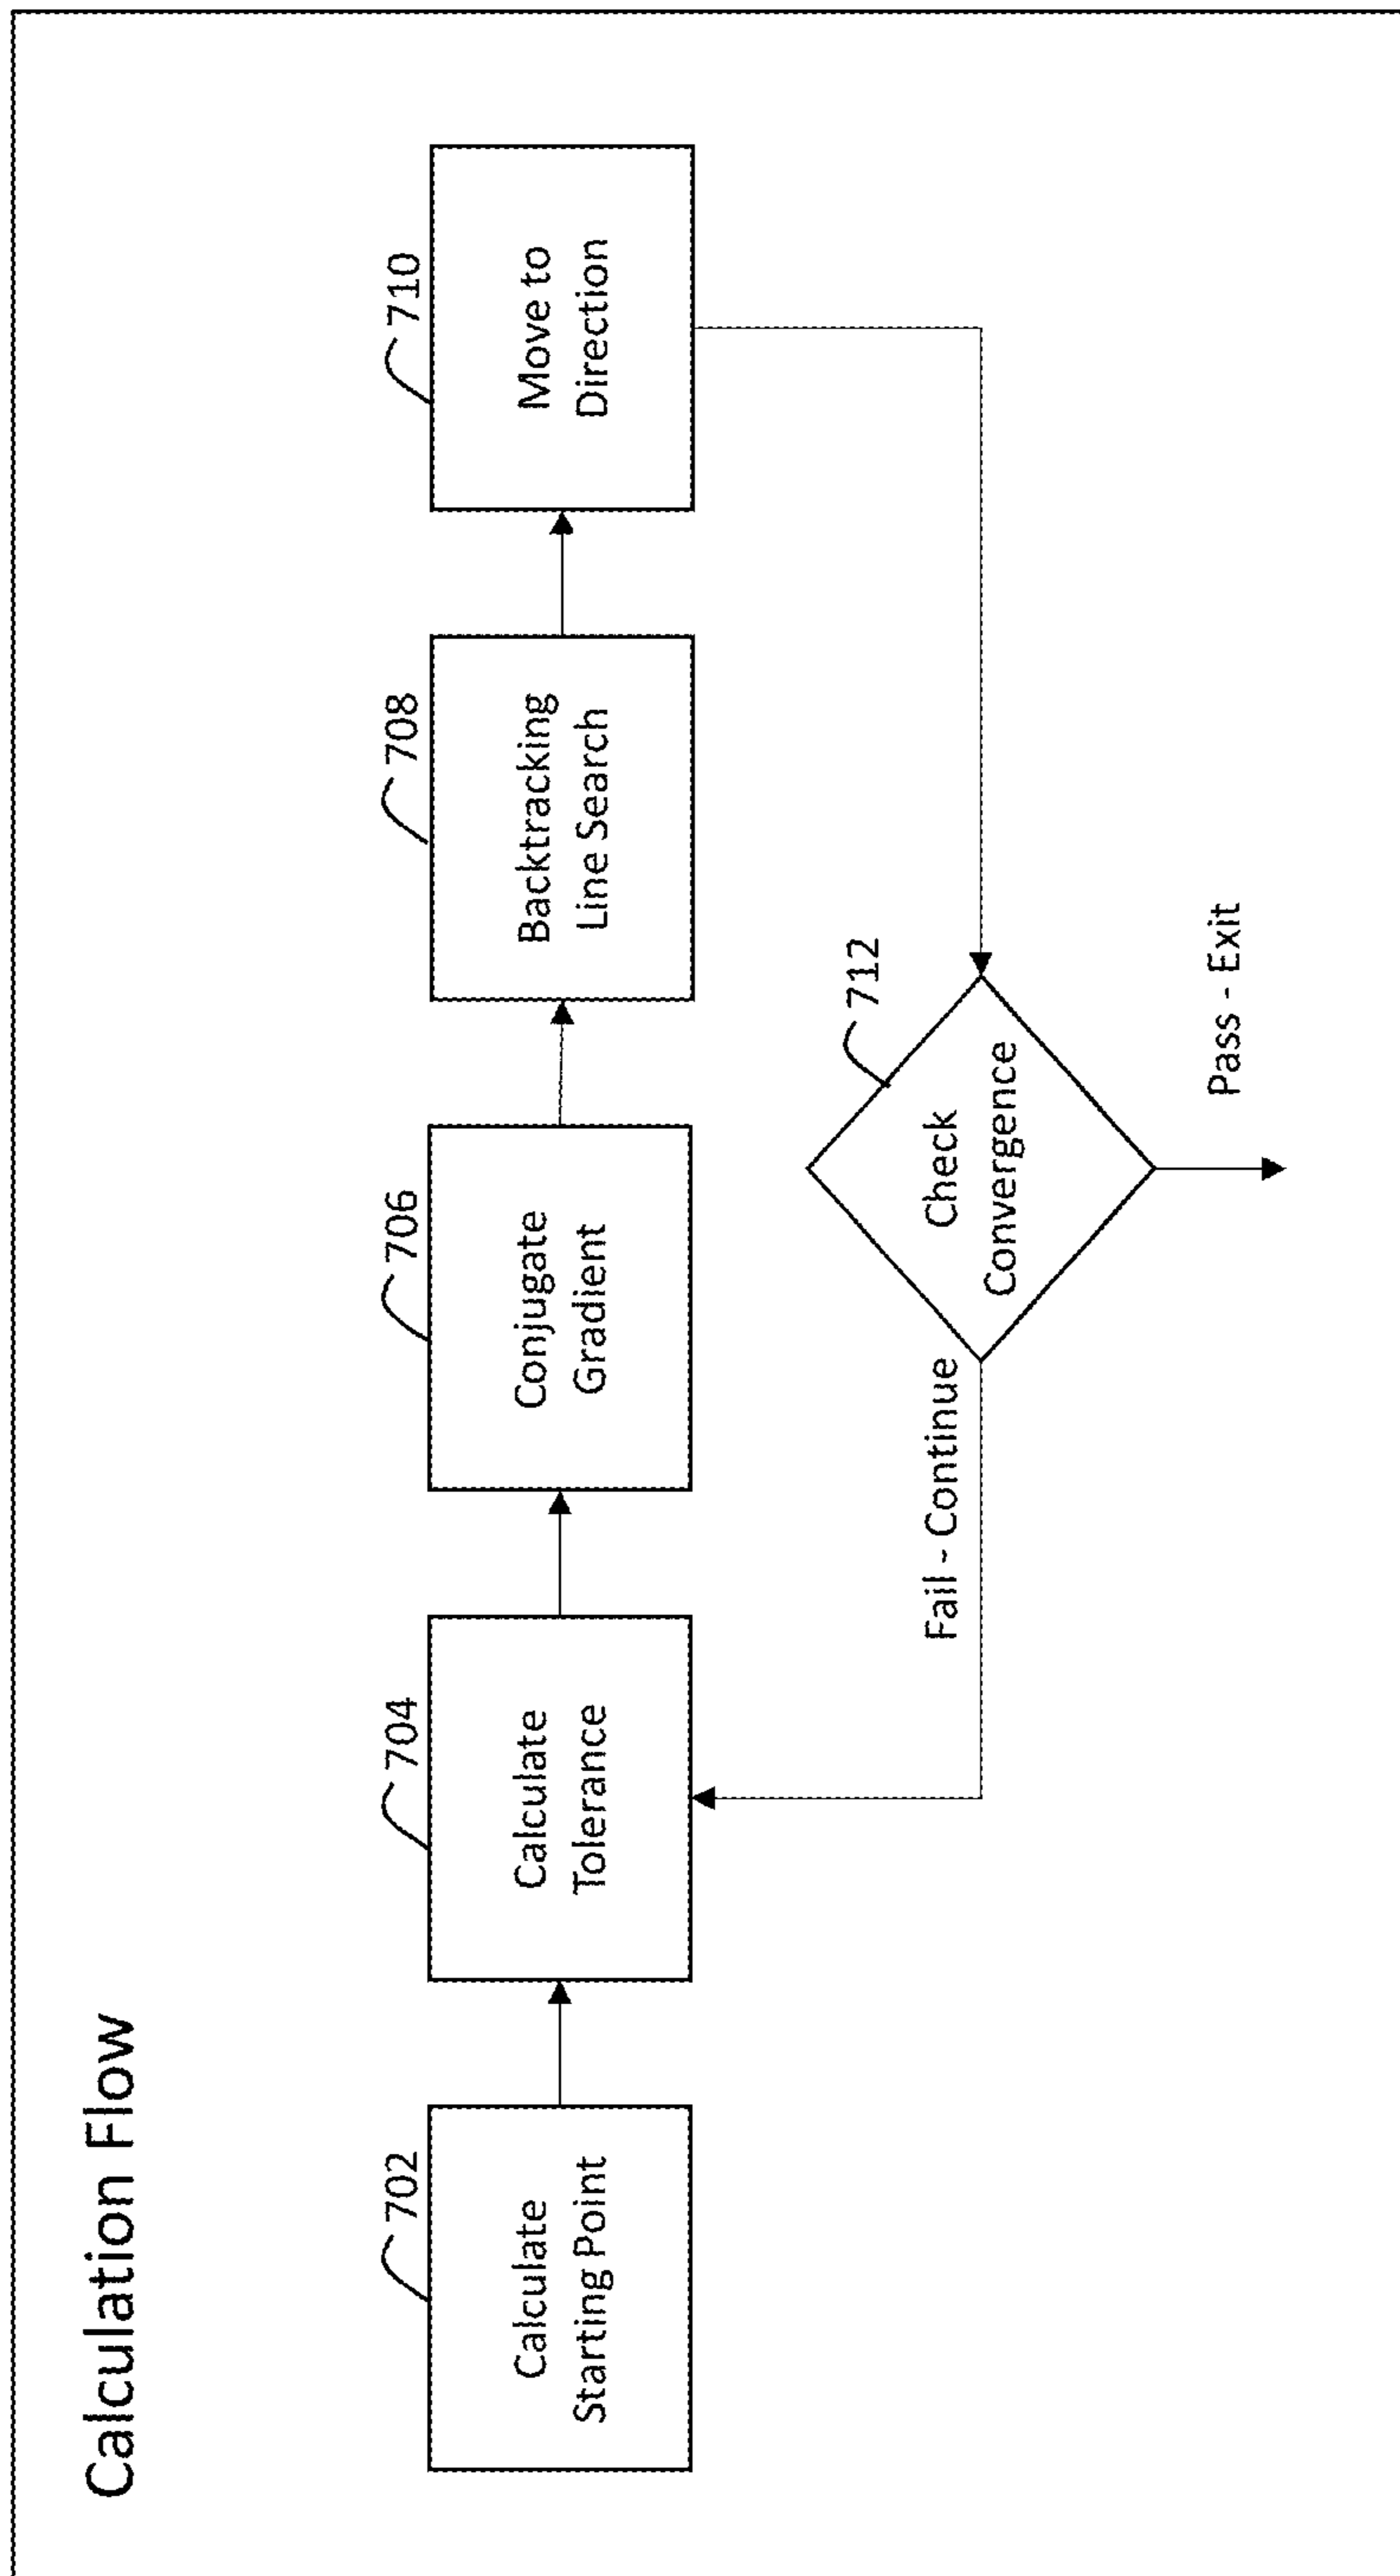 Calculation Flow
702
Calculate
Starting Point
704
Calculate
Tolerance
706
Conjugate
Gradient
708
Backtracking
Line Search
710
Move to
Direction
712
Check
Convergence
Fail - Continue
Pass - Exit